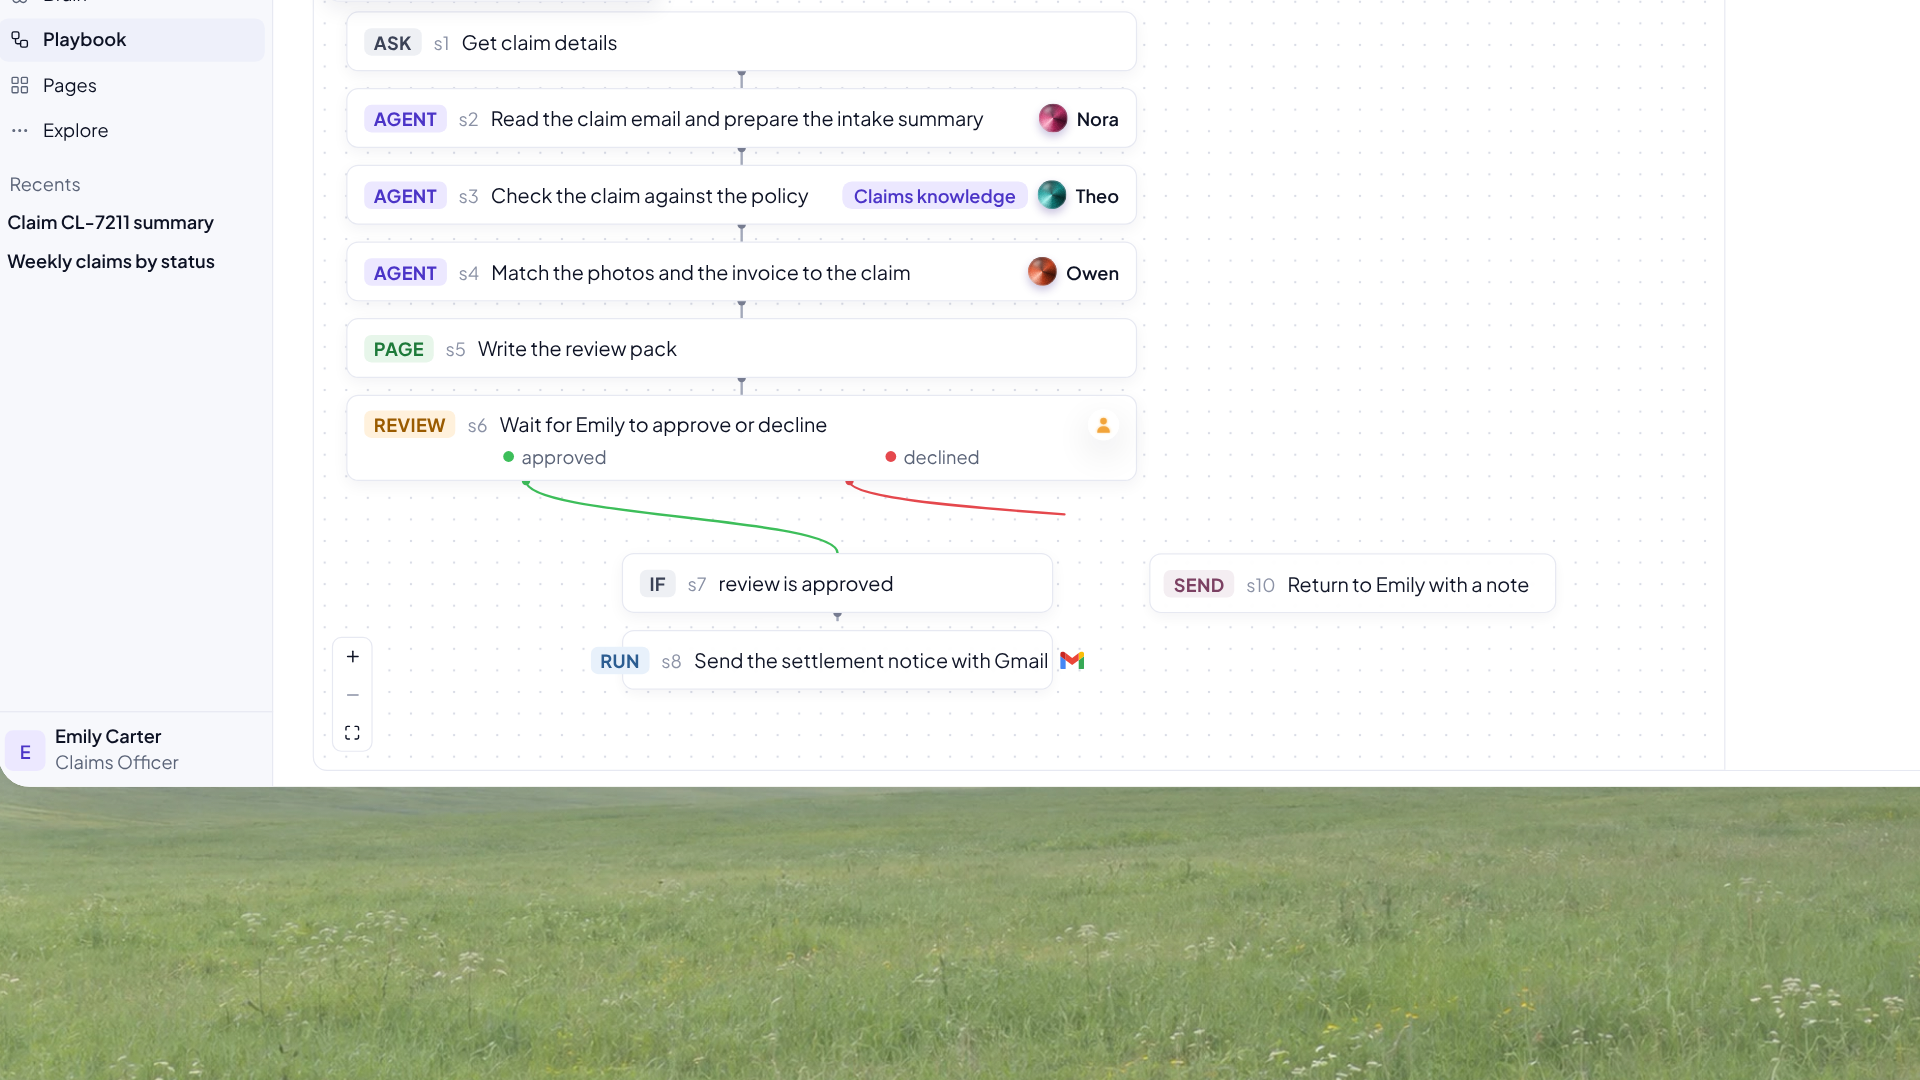 Playbook
Pages
Explore
Recents
Claim CL-7211 summary
Weekly claims by status
Emily Carter
E
Claims Officer
ASK s1 Get claim details
AGENT s2 Read the claim email and prepare the intake summary Nora
AGENT s3 Check the claim against the policy Claims knowledge Theo
AGENT s4 Match the photos and the invoice to the claim Owen
PAGE s5 Write the review pack
REVIEW s6 Wait for Emily to approve or decline
approved declined
IF s7 review is approved
SEND s10 Return to Emily with a note
RUN s8 Send the settlement notice with Gmail